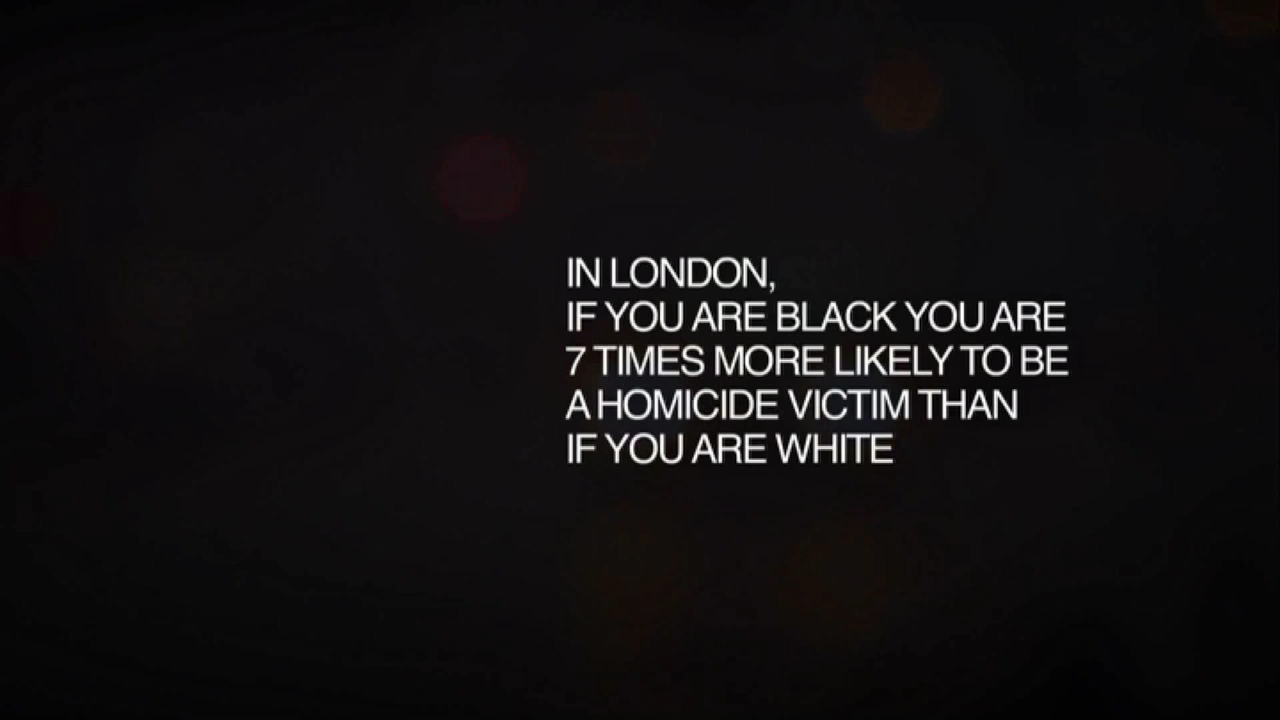 IN LONDON,
IF YOU ARE BLACK YOU ARE
7 TIMES MORE LIKELY TO BE
A HOMICIDE VICTIM THAN
IF YOU ARE WHITE